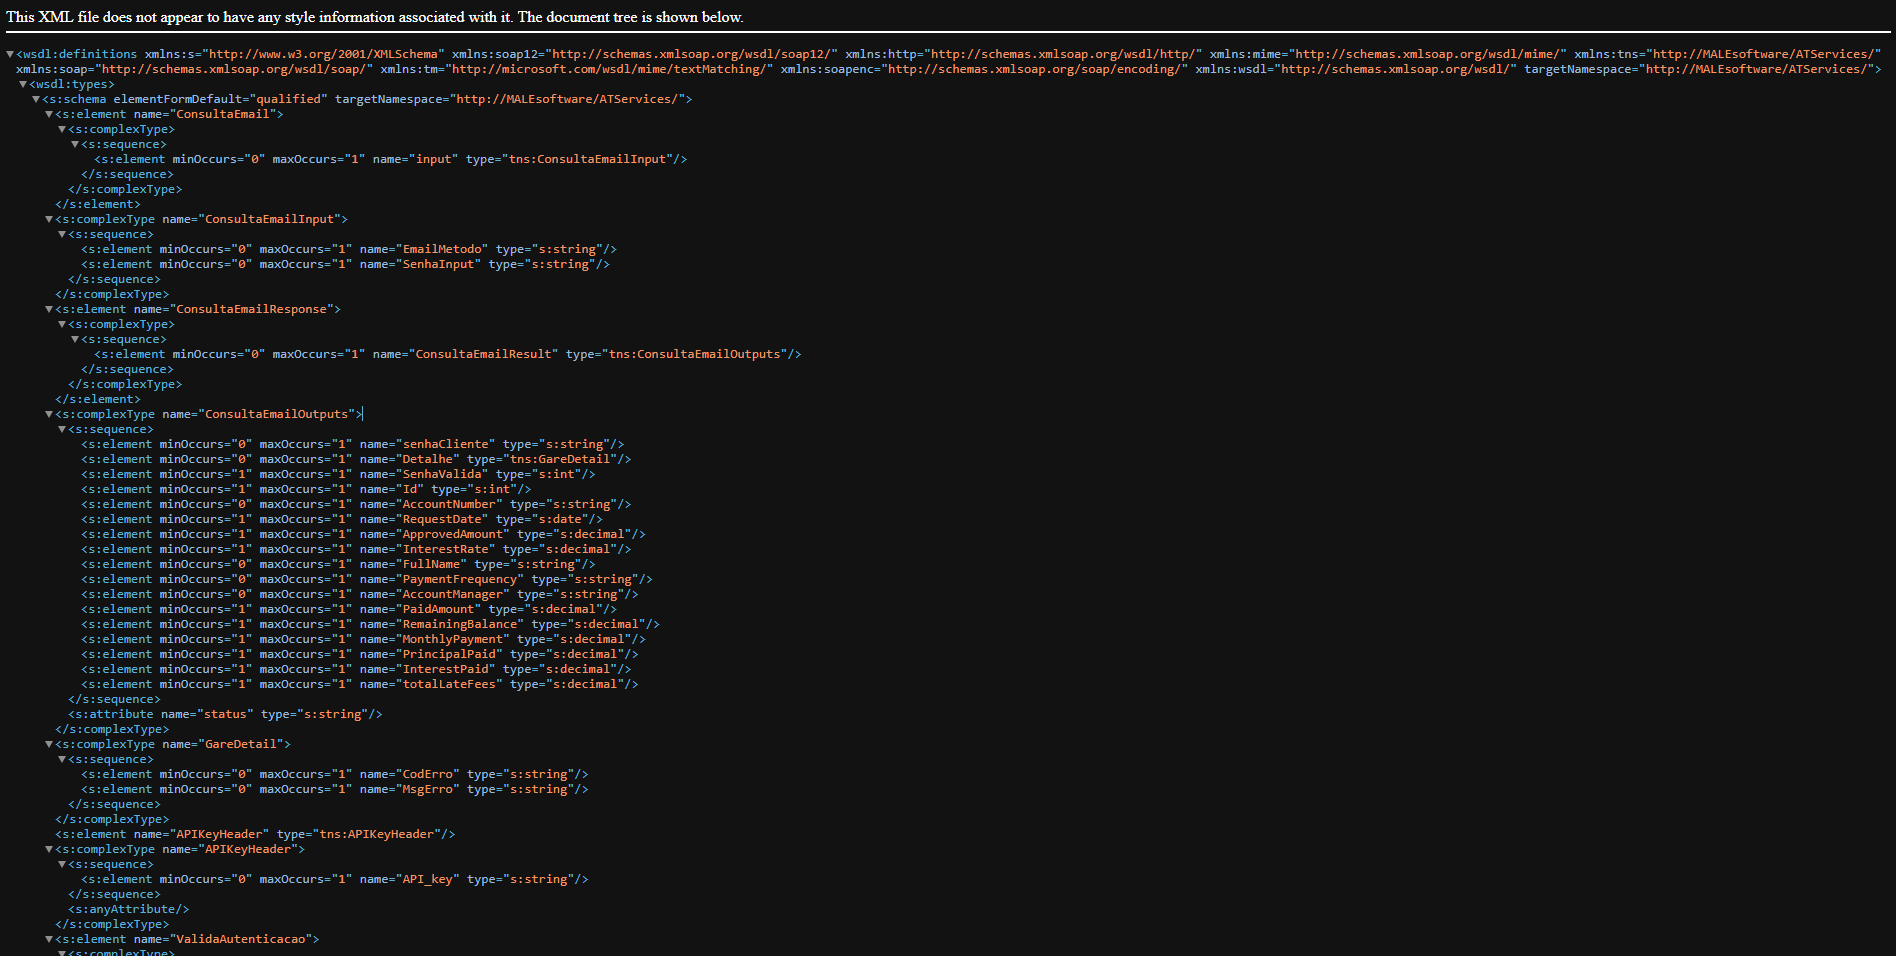 This XML file does not appear to have any style information associated with it. The document tree is shown below.
▼<wsdl:definitions xmlns:s="http://www.w3.org/2001/XMLSchema" xmlns:soap12="http://schemas.xmlsoap.org/wsdl/soap12/" xmlns:http="http://schemas.xmlsoap.org/wsdl/http/" xmlns:mime="http://schemas.xmlsoap.org/wsdl/mime/" xmlns:tns="http://MALEsoftware/ATServices/"
xmlns:soap="http://schemas.xmlsoap.org/wsdl/soap/" xmlns:tm="http://microsoft.com/wsdl/mime/textMatching/" xmlns:soapenc="http://schemas.xmlsoap.org/soap/encoding/" xmlns:wsdl="http://schemas.xmlsoap.org/wsdl/" targetNamespace="http://MALEsoftware/ATServices/">
▼<wsdl:types>
▼<s:schema elementFormDefault="qualified" targetNamespace="http://MALEsoftware/ATServices/">
▼<s:element name="ConsultaEmail">
▼<s:complexType>
▼<s:sequence>
<s:element minOccurs="0" maxOccurs="1" name="input" type="tns:ConsultaEmailInput"/>
</s:sequence>
</s:complexType>
</s:element>
▼<s:complexType name="ConsultaEmailInput">
▼<s:sequence>
<s:element minOccurs="0" maxOccurs="1" name="EmailMetodo" type="s:string"/>
<s:element minOccurs="0" maxOccurs="1" name="SenhaInput" type="s:string"/>
</s:sequence>
</s:complexType>
▼<s:element name="ConsultaEmailResponse">
▼<s:complexType>
▼<s:sequence>
<s:element minOccurs="0" maxOccurs="1" name="ConsultaEmailResult" type="tns:ConsultaEmailOutputs"/>
</s:sequence>
</s:complexType>
</s:element>
▼<s:complexType name="ConsultaEmailOutputs">
▼<s:sequence>
<s:element minOccurs="0" maxOccurs="1" name="senhaCliente" type="s:string"/>
<s:element minOccurs="0" maxOccurs="1" name="Detalhe" type="tns:GareDetail"/>
<s:element minOccurs="1" maxOccurs="1" name="SenhaValida" type="s:int"/>
<s:element minOccurs="1" maxOccurs="1" name="Id" type="s:int"/>
<s:element minOccurs="0" maxOccurs="1" name="AccountNumber" type="s:string"/>
<s:element minOccurs="1" maxOccurs="1" name="RequestDate" type="s:date"/>
<s:element minOccurs="1" maxOccurs="1" name="ApprovedAmount" type="s:decimal"/>
<s:element minOccurs="1" maxOccurs="1" name="InterestRate" type="s:decimal"/>
<s:element minOccurs="0" maxOccurs="1" name="FullName" type="s:string"/>
<s:element minOccurs="0" maxOccurs="1" name="PaymentFrequency" type="s:string"/>
<s:element minOccurs="0" maxOccurs="1" name="AccountManager" type="s:string"/>
<s:element minOccurs="1" maxOccurs="1" name="PaidAmount" type="s:decimal"/>
<s:element minOccurs="1" maxOccurs="1" name="RemainingBalance" type="s:decimal"/>
<s:element minOccurs="1" maxOccurs="1" name="MonthlyPayment" type="s:decimal"/>
<s:element minOccurs="1" maxOccurs="1" name="PrincipalPaid" type="s:decimal"/>
<s:element minOccurs="1" maxOccurs="1" name="InterestPaid" type="s:decimal"/>
<s:element minOccurs="1" maxOccurs="1" name="totalLateFees" type="s:decimal"/>
</s:sequence>
<s:attribute name="status" type="s:string"/>
</s:complexType>
▼<s:complexType name="GareDetail">
▼<s:sequence>
<s:element minOccurs="0" maxOccurs="1" name="CodErro" type="s:string"/>
<s:element minOccurs="0" maxOccurs="1" name="MsgErro" type="s:string"/>
</s:sequence>
</s:complexType>
<s:element name="APIKeyHeader" type="tns:APIKeyHeader"/>
▼<s:complexType name="APIKeyHeader">
▼<s:sequence>
<s:element minOccurs="0" maxOccurs="1" name="API_key" type="s:string"/>
</s:sequence>
<s:anyAttribute/>
</s:complexType>
▼<s:element name="ValidaAutenticacao">
▼<s:complexType>